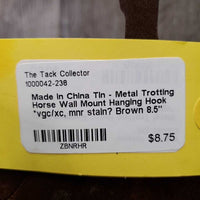 The Tack Collector
1000042-238
Made in China Tin - Metal Trotting
Horse Wall Mount Hanging Hook
*vgc/xc, mnr stain? Brown 8.5"
ZBNRHR
$8.75